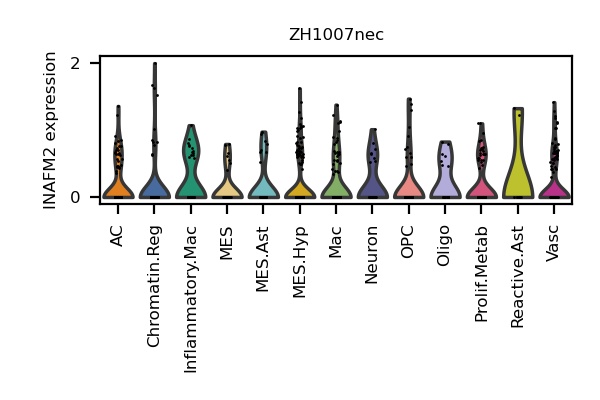 ZH1007nec
INAFM2 expression
2
0
AC
Chromatin.Reg
Inflammatory.Mac
MES
MES.Ast
MES.Hyp
Mac
Neuron
OPC
Oligo
Prolif.Metab
Reactive.Ast
Vasc